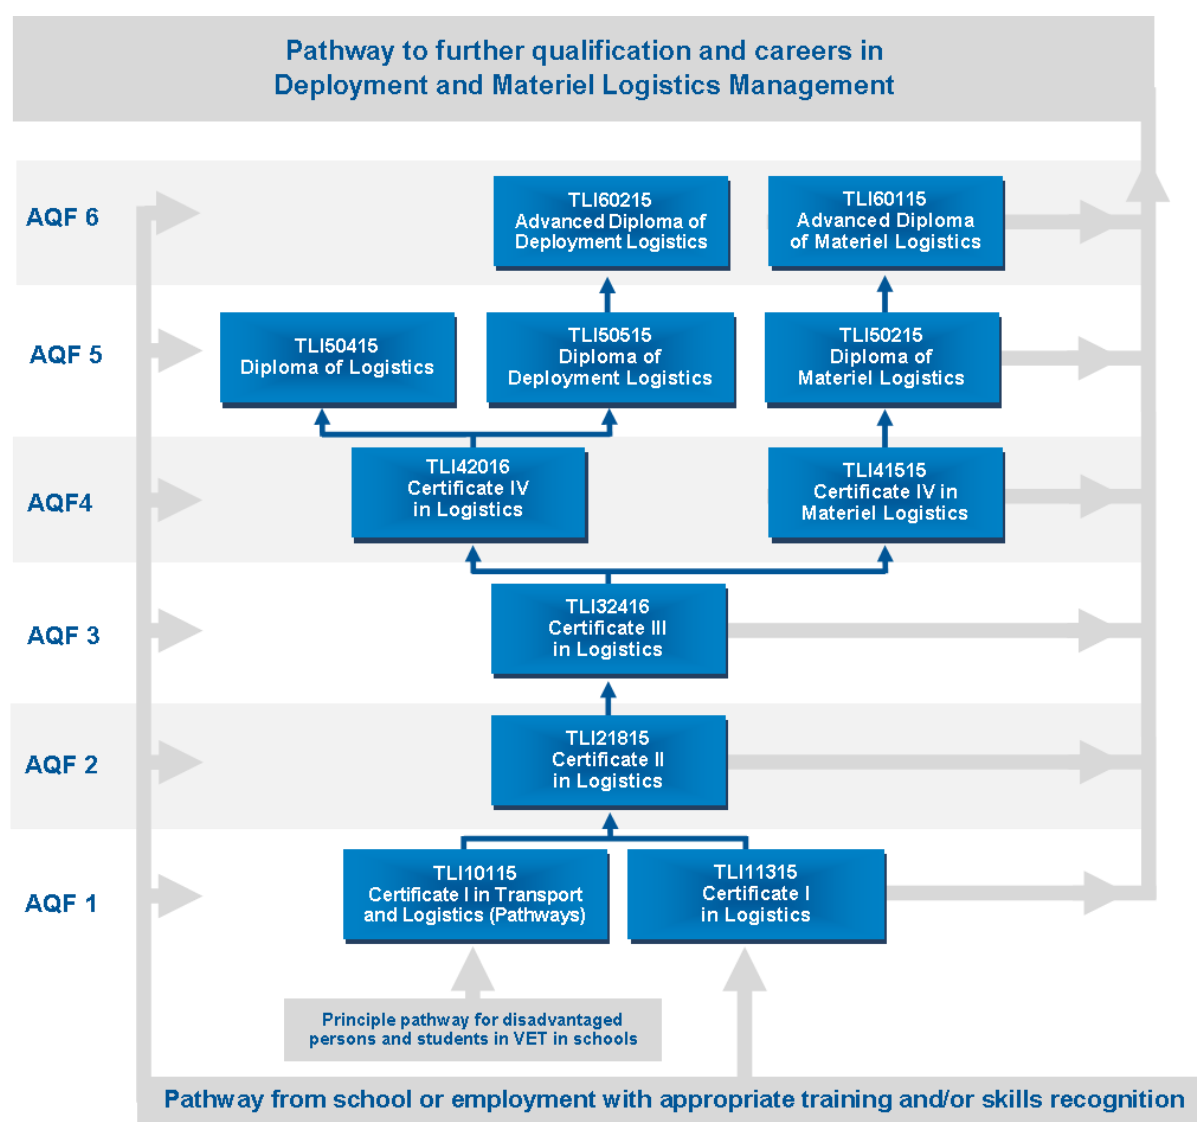 Pathway to further qualification and careers in
Deployment and Materiel Logistics Management
AQF 6
TLI60215
Advanced Diploma of
Deployment Logistics
TLI60115
Advanced Diploma
of Materiel Logistics
AQF 5
TLI50415
Diploma of Logistics
TLI50515
Diploma of
Deployment Logistics
TLI50215
Diploma of
Materiel Logistics
AQF4
TLI42016
Certificate IV
in Logistics
TLI41515
Certificate IV in
Materiel Logistics
AQF 3
TLI32416
Certificate III
in Logistics
AQF 2
TLI21815
Certificate II
in Logistics
AQF 1
TLI10115
Certificate I in Transport
and Logistics (Pathways)
TLI11315
Certificate I
in Logistics
Principle pathway for disadvantaged
persons and students in VET in schools
Pathway from school or employment with appropriate training and/or skills recognition